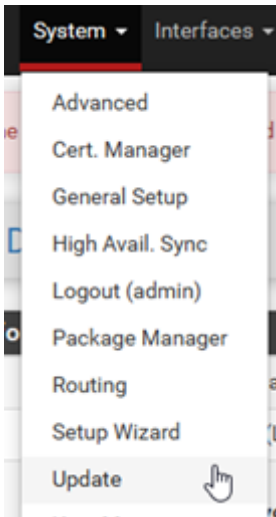 System Interfaces
Advanced
Cert. Manager
General Setup
High Avail. Sync
Logout (admin)
Package Manager
Routing
Setup Wizard
Update